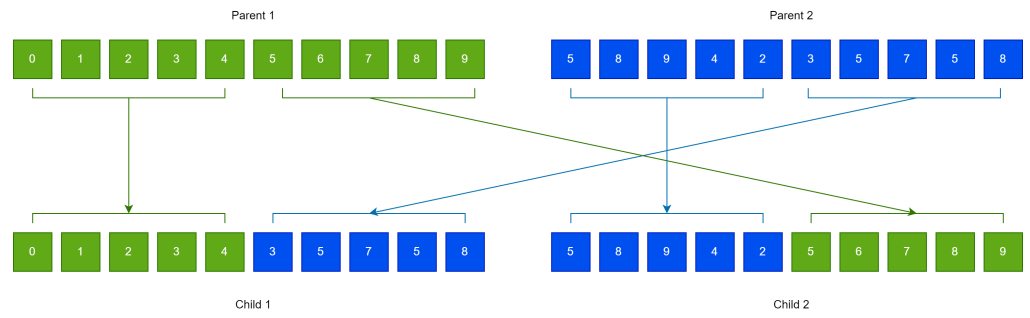 Parent 1 Parent 2
0 1 2 3 4 5 6 7 8 9 5 8 9 4 2 3 5 7 5 8
0 1 2 3 4 3 5 7 5 8 5 8 9 4 2 5 6 7 8 9
Child 1 Child 2